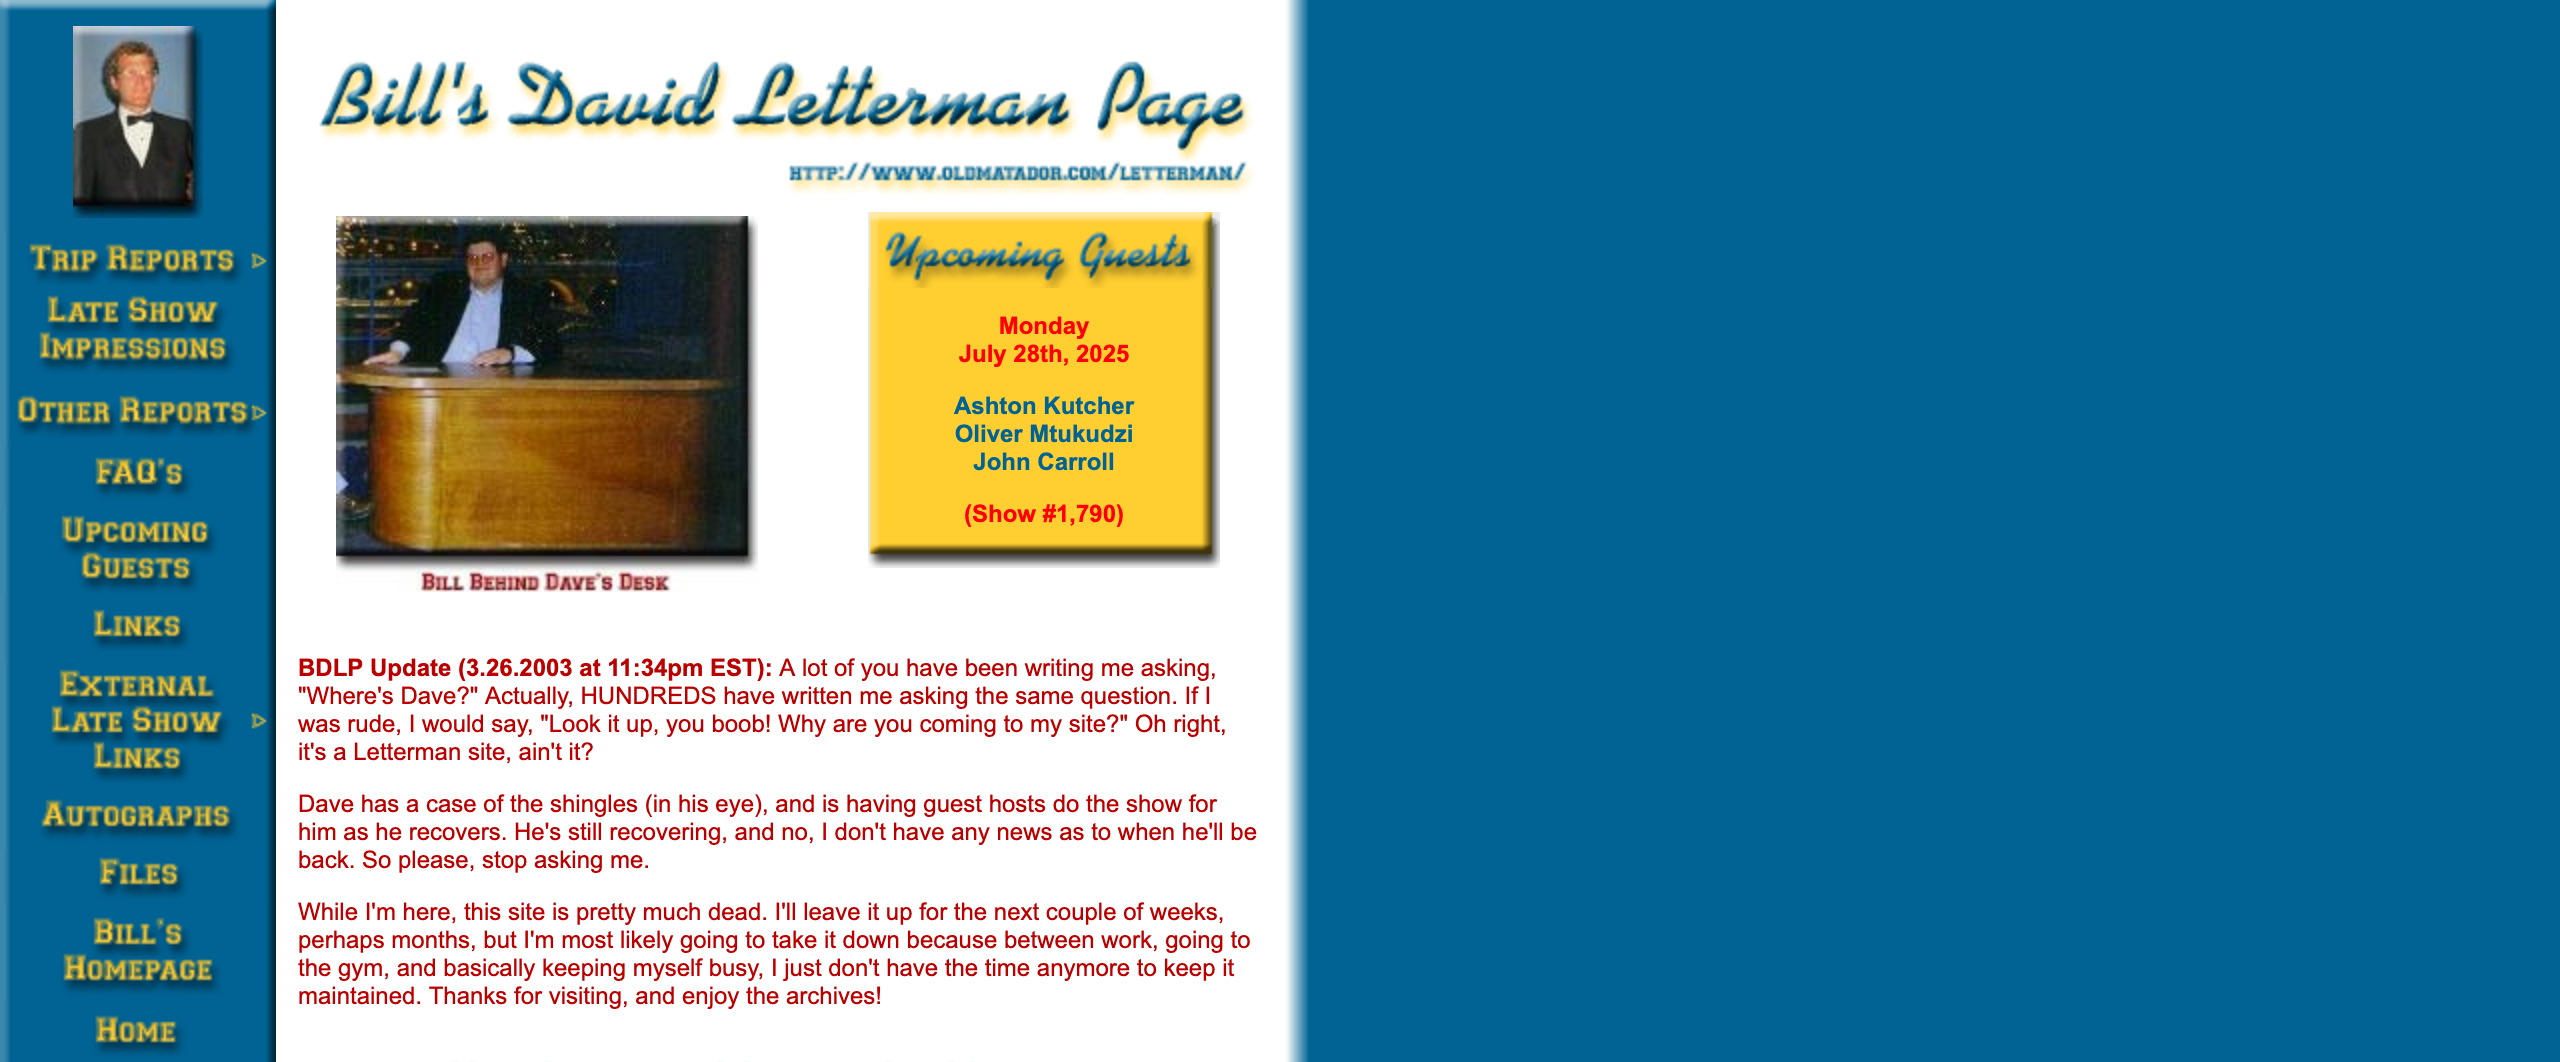 Bill's David Letterman Page
HTTP://WWW.OLDMATADOR.COM/LETTERMAN/
TRIP REPORTS
LATE SHOW
IMPRESSIONS
OTHER REPORTS
FAQ'S
UPCOMING
GUESTS
LINKS
EXTERNAL
LATE SHOW
LINKS
AUTOGRAPHS
FILES
BILL'S
HOMEPAGE
HOME
BILL BEHIND DAVE'S DESK
Upcoming Guests
Monday
July 28th, 2025
Ashton Kutcher
Oliver Mtukudzi
John Carroll
(Show #1,790)
BDLP Update (3.26.2003 at 11:34pm EST): A lot of you have been writing me asking,
"Where's Dave?" Actually, HUNDREDS have written me asking the same question. If I
was rude, I would say, "Look it up, you boob! Why are you coming to my site?" Oh right,
it's a Letterman site, ain't it?
Dave has a case of the shingles (in his eye), and is having guest hosts do the show for
him as he recovers. He's still recovering, and no, I don't have any news as to when he'll be
back. So please, stop asking me.
While I'm here, this site is pretty much dead. I'll leave it up for the next couple of weeks,
perhaps months, but I'm most likely going to take it down because between work, going to
the gym, and basically keeping myself busy, I just don't have the time anymore to keep it
maintained. Thanks for visiting, and enjoy the archives!